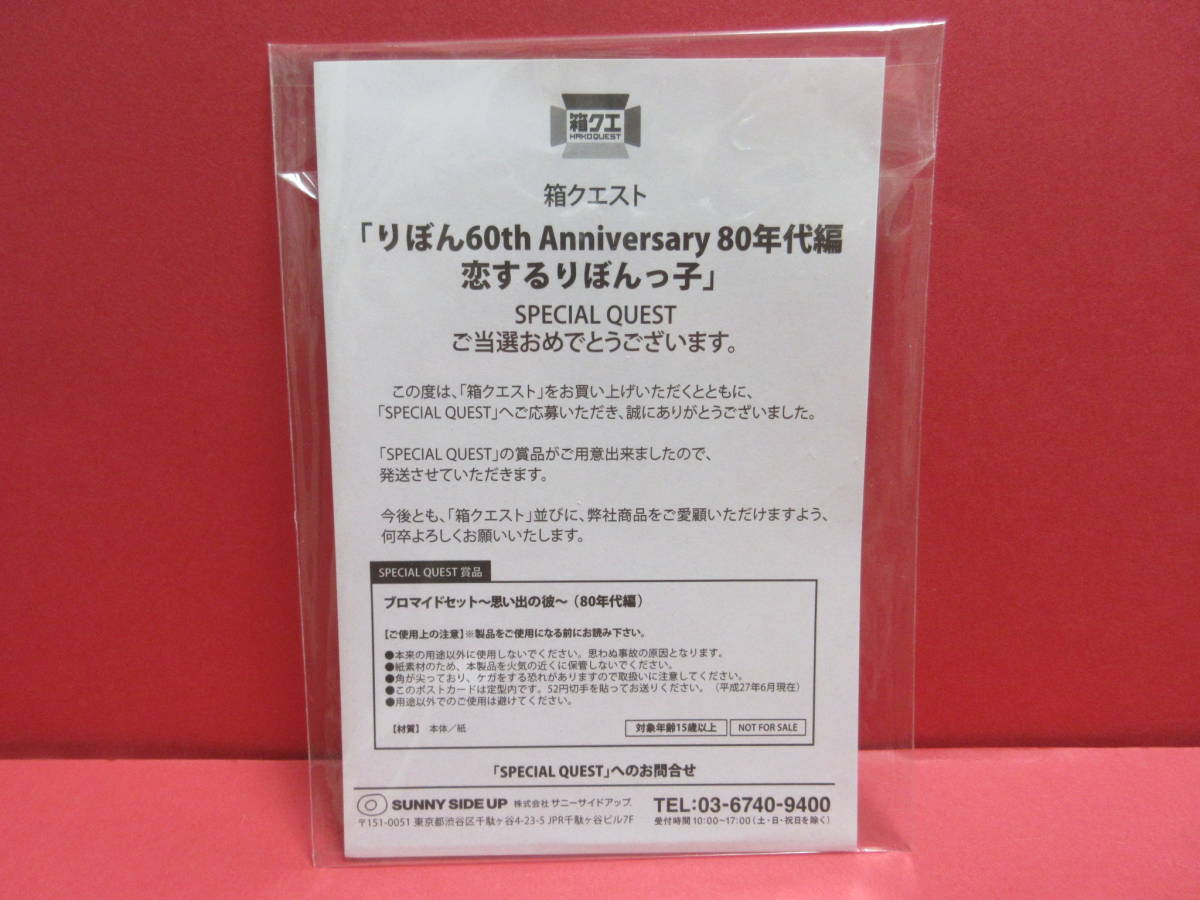 箱クエ
HAKO QUEST
箱クエスト
「りぼん60th Anniversary 80年代編
恋するりぼんっ子」
SPECIAL QUEST
ご当選おめでとうございます。
この度は、「箱クエスト」をお買い上げいただくとともに、
「SPECIAL QUEST」へご応募いただき、誠にありがとうございました。
「SPECIAL QUEST」の賞品がご用意出来ましたので、
発送させていただきます。
今後とも、「箱クエスト」並びに、弊社商品をご愛顧いただけますよう、
何卒よろしくお願いいたします。
SPECIAL QUEST 賞品
ブロマイドセット～思い出の彼～（80年代編）
【ご使用上の注意】※製品をご使用になる前にお読み下さい。
●本来の用途以外に使用しないでください。思わぬ事故の原因となります。
●紙素材のため、本製品を火気の近くに保管しないでください。
●角が尖っており、ケガをする恐れがありますので取扱いに注意してください。
●このポストカードは定型内です。52円切手を貼ってお送りください。（平成27年6月現在）
●用途以外でのご使用は避けてください。
【材質】 本体／紙 対象年齢15歳以上 NOT FOR SALE
「SPECIAL QUEST」へのお問合せ
SUNNY SIDE UP 株式会社 サニーサイドアップ. TEL:03-6740-9400
〒151-0051 東京都渋谷区千駄ヶ谷4-23-5 JPR千駄ヶ谷ビル7F 受付時間 10:00～17:00（土・日・祝日を除く）